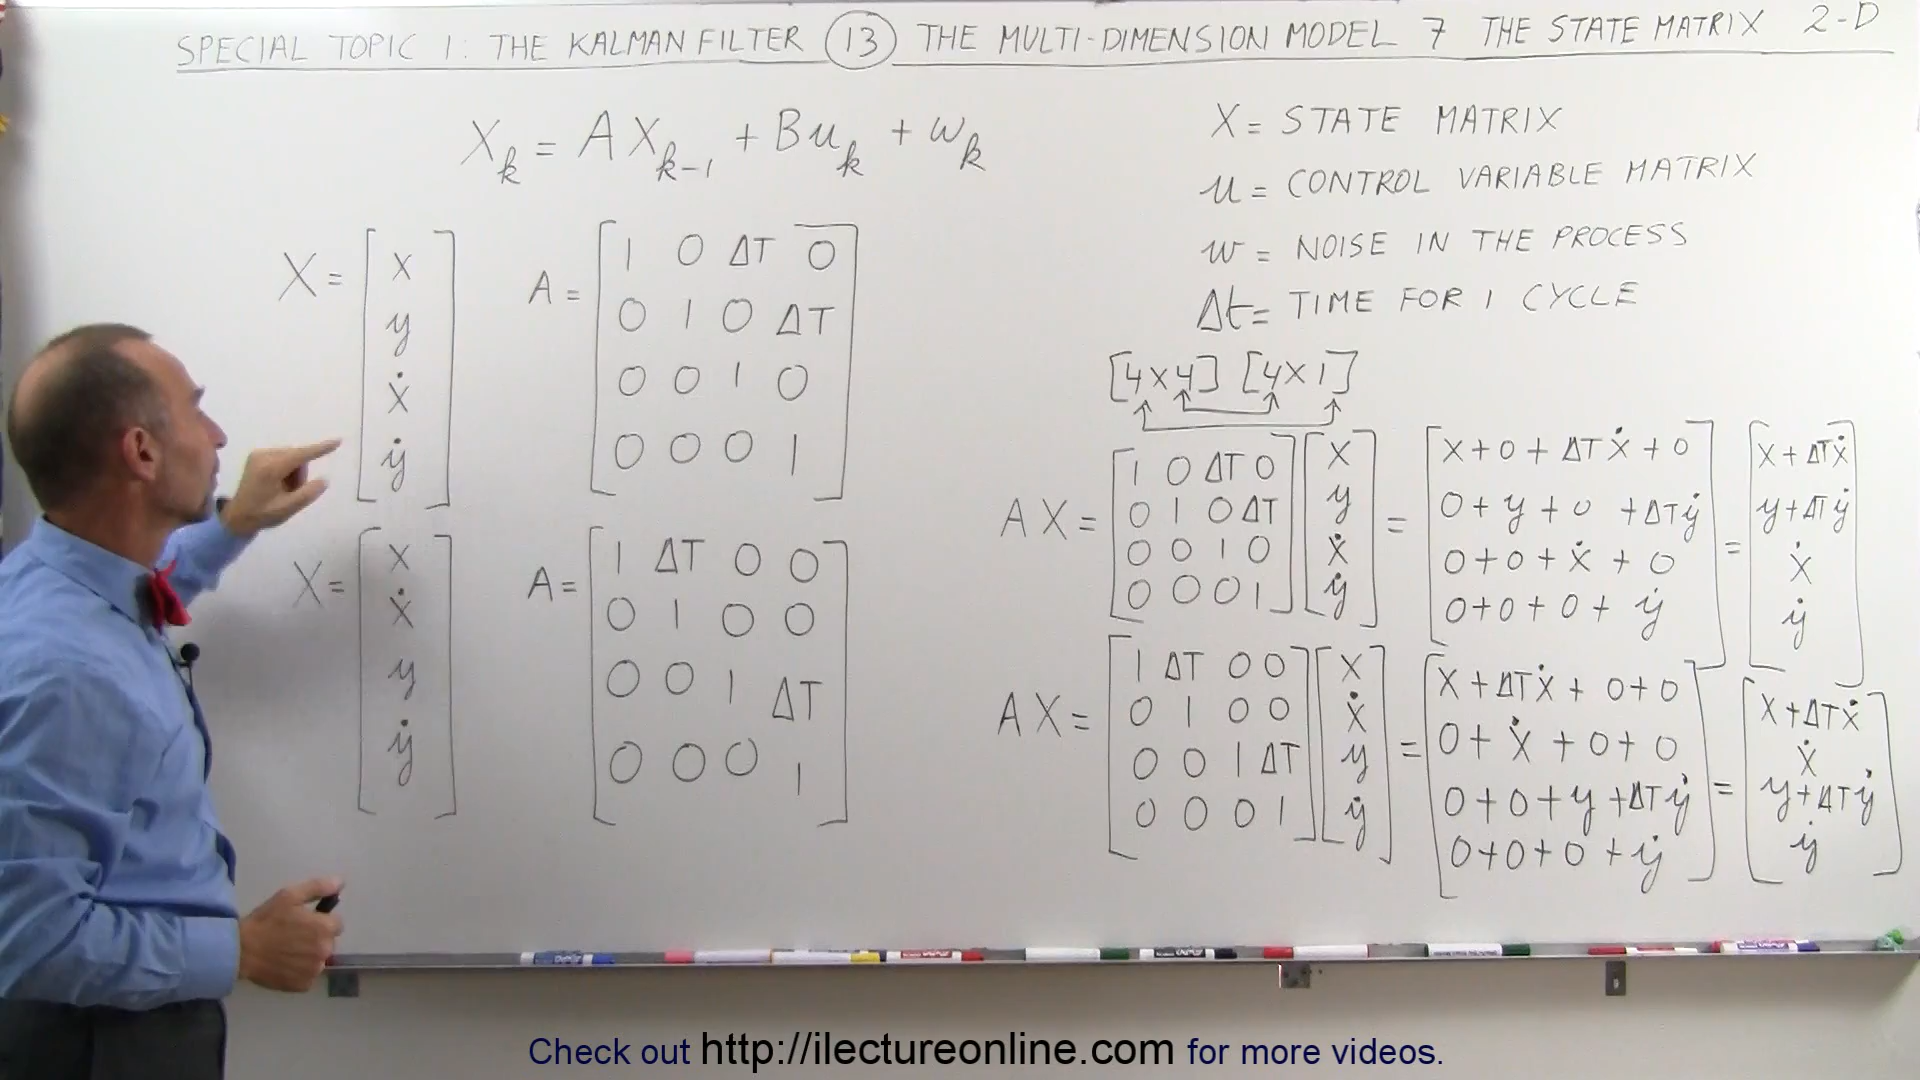 SPECIAL TOPIC 1: THE KALMAN FILTER (13) THE MULTI-DIMENSION MODEL 7 THE STATE MATRIX 2-D
X_k = A X_{k-1} + B u_k + w_k
X = STATE MATRIX
u = CONTROL VARIABLE MATRIX
w = NOISE IN THE PROCESS
Δt = TIME FOR 1 CYCLE
X = [x
y
ẋ
ẏ]
A = [1 0 ΔT 0
0 1 0 ΔT
0 0 1 0
0 0 0 1]
X = [x
ẋ
y
ẏ]
A = [1 ΔT 0 0
0 1 0 0
0 0 1 ΔT
0 0 0 1]
[4×4] [4×1]
AX = [1 0 ΔT 0] [x] = [x + 0 + ΔTẋ + 0] = [x + ΔTẋ]
[0 1 0 ΔT] [y] [0 + y + 0 + ΔTẏ] [y + ΔTẏ]
[0 0 1 0] [ẋ] [0 + 0 + ẋ + 0] [ẋ]
[0 0 0 1] [ẏ] [0 + 0 + 0 + ẏ] [ẏ]
AX = [1 ΔT 0 0] [x] = [x + ΔTẋ + 0 + 0] = [x + ΔTẋ]
[0 1 0 0] [ẋ] [0 + ẋ + 0 + 0] [ẋ]
[0 0 1 ΔT] [y] [0 + 0 + y + ΔTẏ] [y + ΔTẏ]
[0 0 0 1] [ẏ] [0 + 0 + 0 + ẏ] [ẏ]
Check out http://ilectureonline.com for more videos.